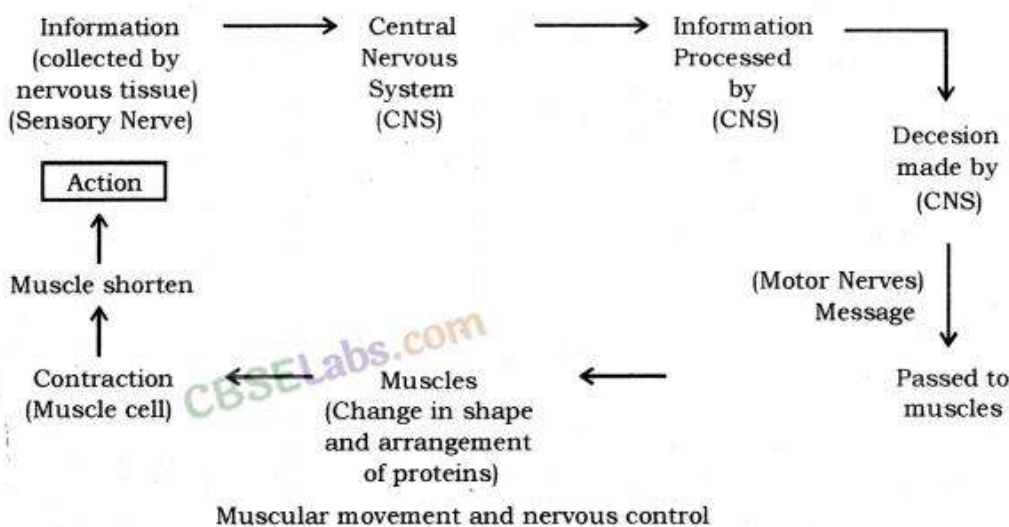 Information
(collected by
nervous tissue)
(Sensory Nerve)
Central
Nervous
System
(CNS)
Information
Processed
by
(CNS)
Decesion
made by
(CNS)
(Motor Nerves)
Message
Passed to
muscles
Muscles
(Change in shape
and arrangement
of proteins)
Contraction
(Muscle cell)
Muscle shorten
Action
CBSELabs.com
Muscular movement and nervous control